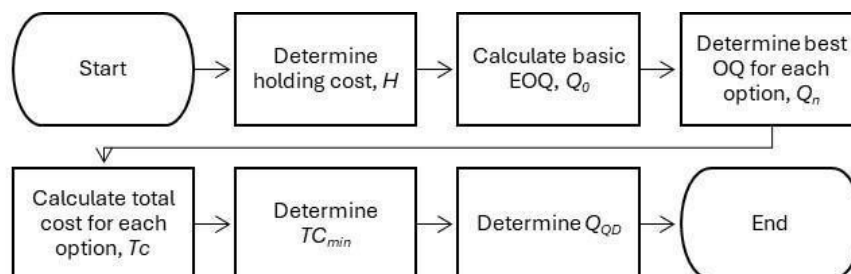 Start
Determine
holding cost, H
Calculate basic
EOQ, Q₀
Determine best
OQ for each
option, Qₙ
Calculate total
cost for each
option, Tc
Determine
TCₘᵢₙ
Determine Q_QD
End